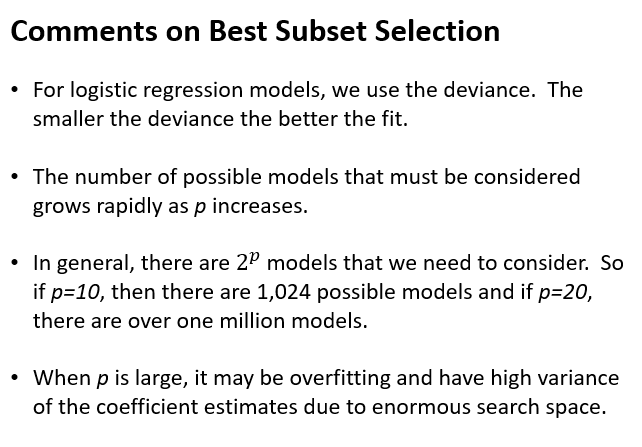 Comments on Best Subset Selection
• For logistic regression models, we use the deviance.  The
smaller the deviance the better the fit.
• The number of possible models that must be considered
grows rapidly as p increases.
• In general, there are 2^p models that we need to consider.  So
if p=10, then there are 1,024 possible models and if p=20,
there are over one million models.
• When p is large, it may be overfitting and have high variance
of the coefficient estimates due to enormous search space.